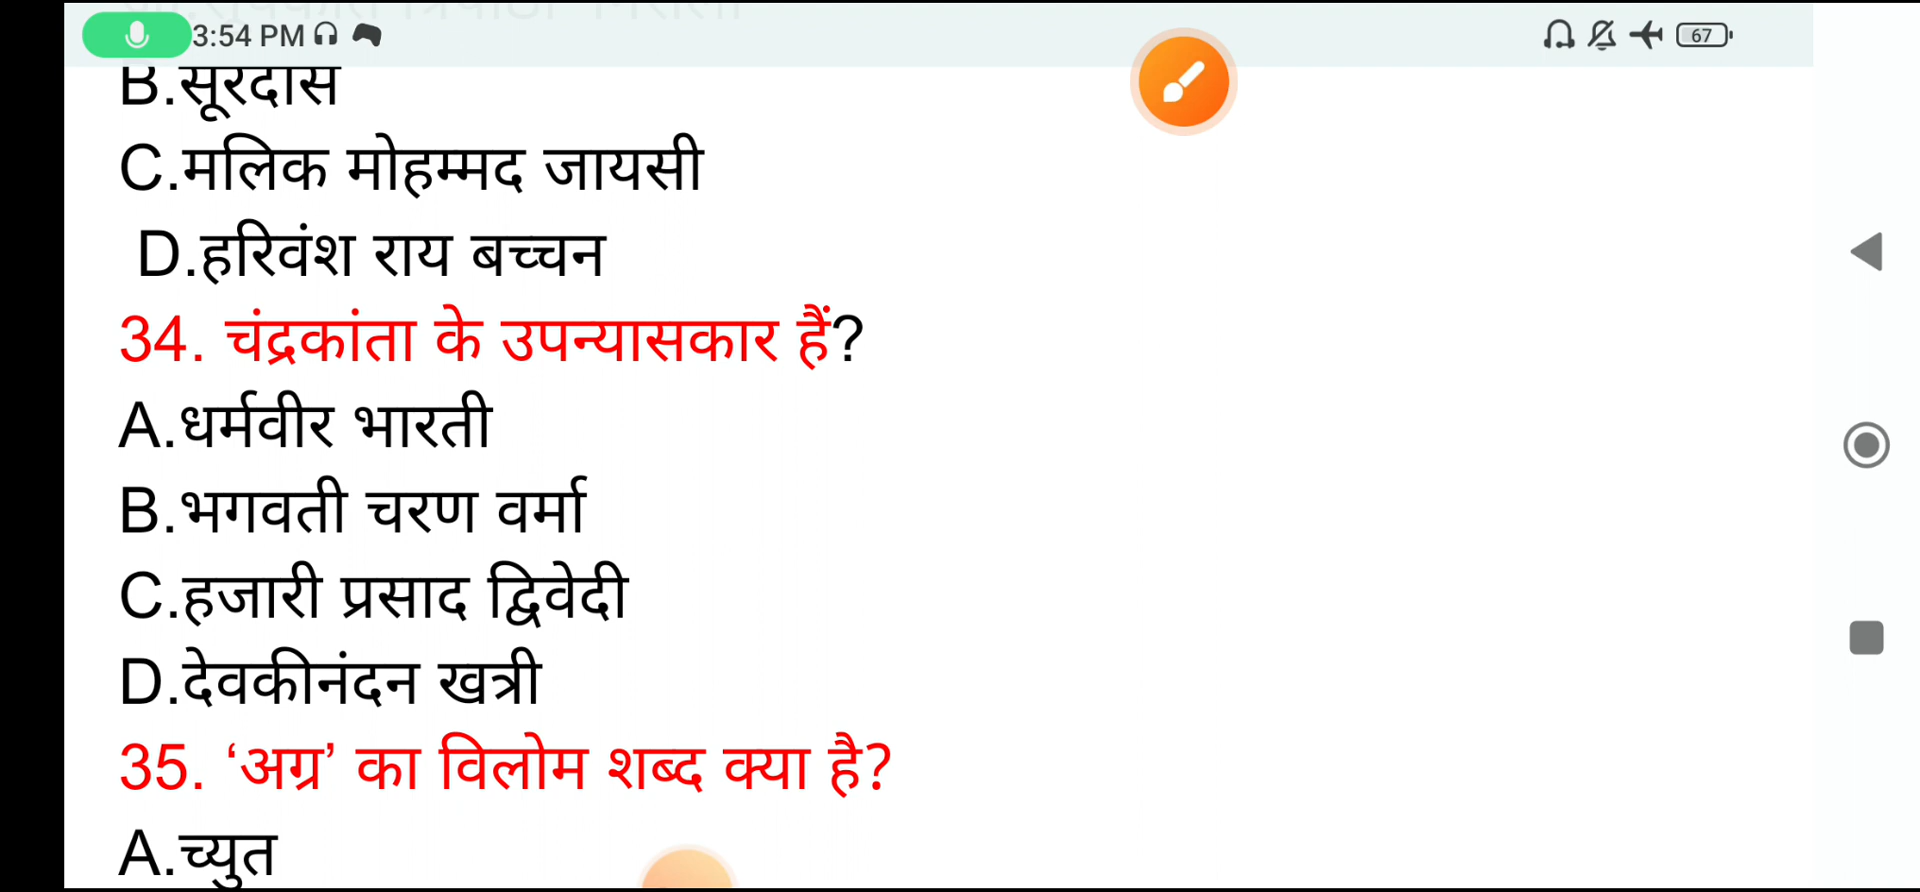 3:54 PM
67
B.सूरदास
C.मलिक मोहम्मद जायसी
D.हरिवंश राय बच्चन
34. चंद्रकांता के उपन्यासकार हैं?
A.धर्मवीर भारती
B.भगवती चरण वर्मा
C.हजारी प्रसाद द्विवेदी
D.देवकीनंदन खत्री
35. ‘अग्र’ का विलोम शब्द क्या है?
A.च्युत